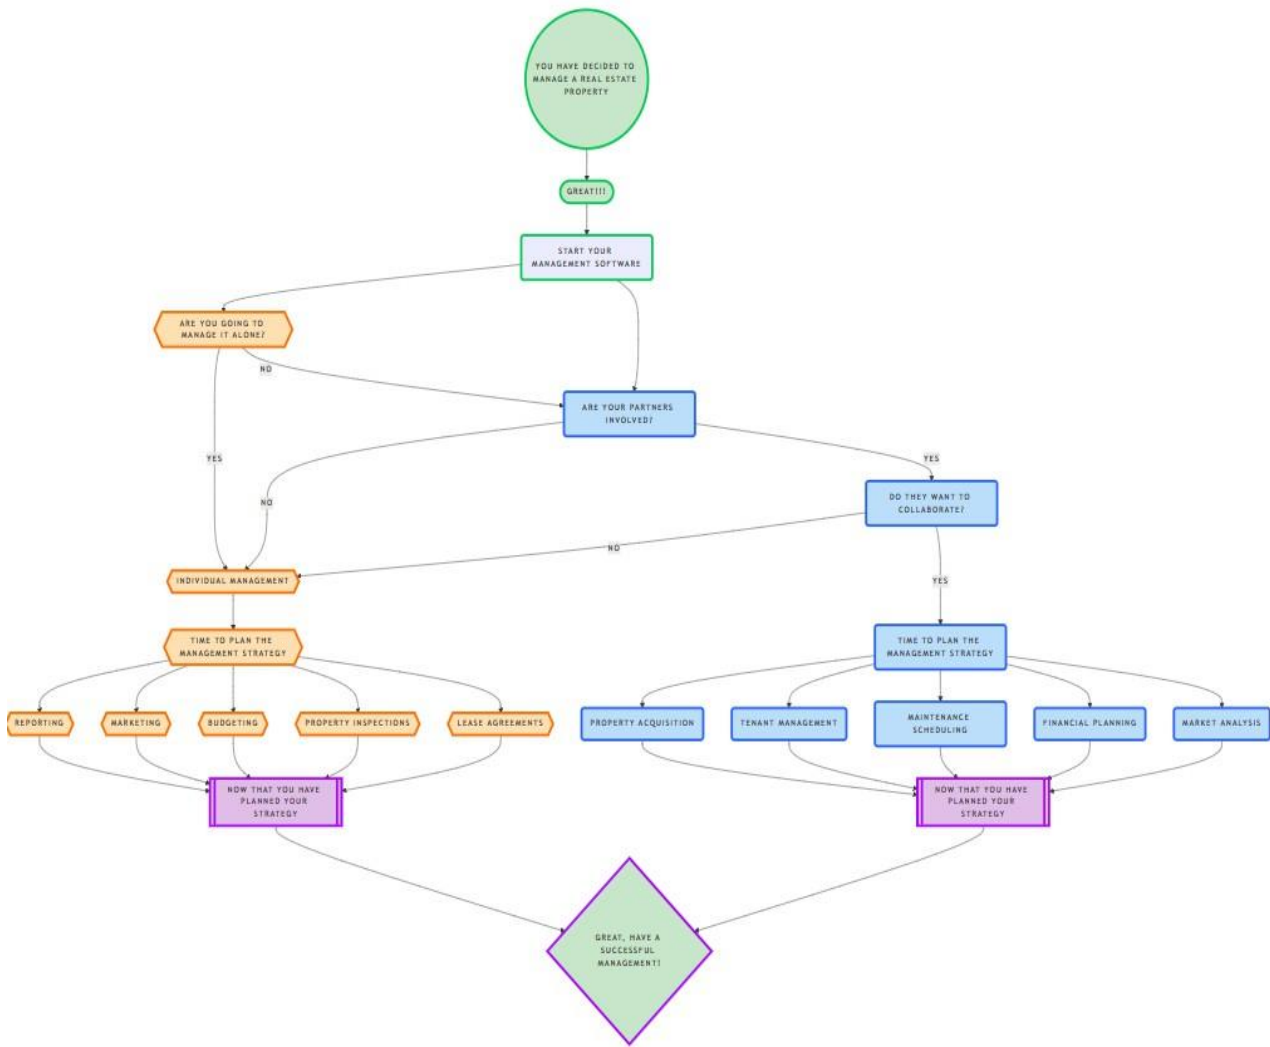 YOU HAVE DECIDED TO
MANAGE A REAL ESTATE
PROPERTY
GREAT!!!
START YOUR
MANAGEMENT SOFTWARE
ARE YOU GOING TO
MANAGE IT ALONE?
NO
ARE YOUR PARTNERS
INVOLVED?
YES
YES
DO THEY WANT TO
COLLABORATE?
NO
NO
INDIVIDUAL MANAGEMENT
YES
TIME TO PLAN THE
MANAGEMENT STRATEGY
TIME TO PLAN THE
MANAGEMENT STRATEGY
REPORTING
MARKETING
BUDGETING
PROPERTY INSPECTIONS
LEASE AGREEMENTS
PROPERTY ACQUISITION
TENANT MANAGEMENT
MAINTENANCE
SCHEDULING
FINANCIAL PLANNING
MARKET ANALYSIS
NOW THAT YOU HAVE
PLANNED YOUR
STRATEGY
NOW THAT YOU HAVE
PLANNED YOUR
STRATEGY
GREAT, HAVE A
SUCCESSFUL
MANAGEMENT!